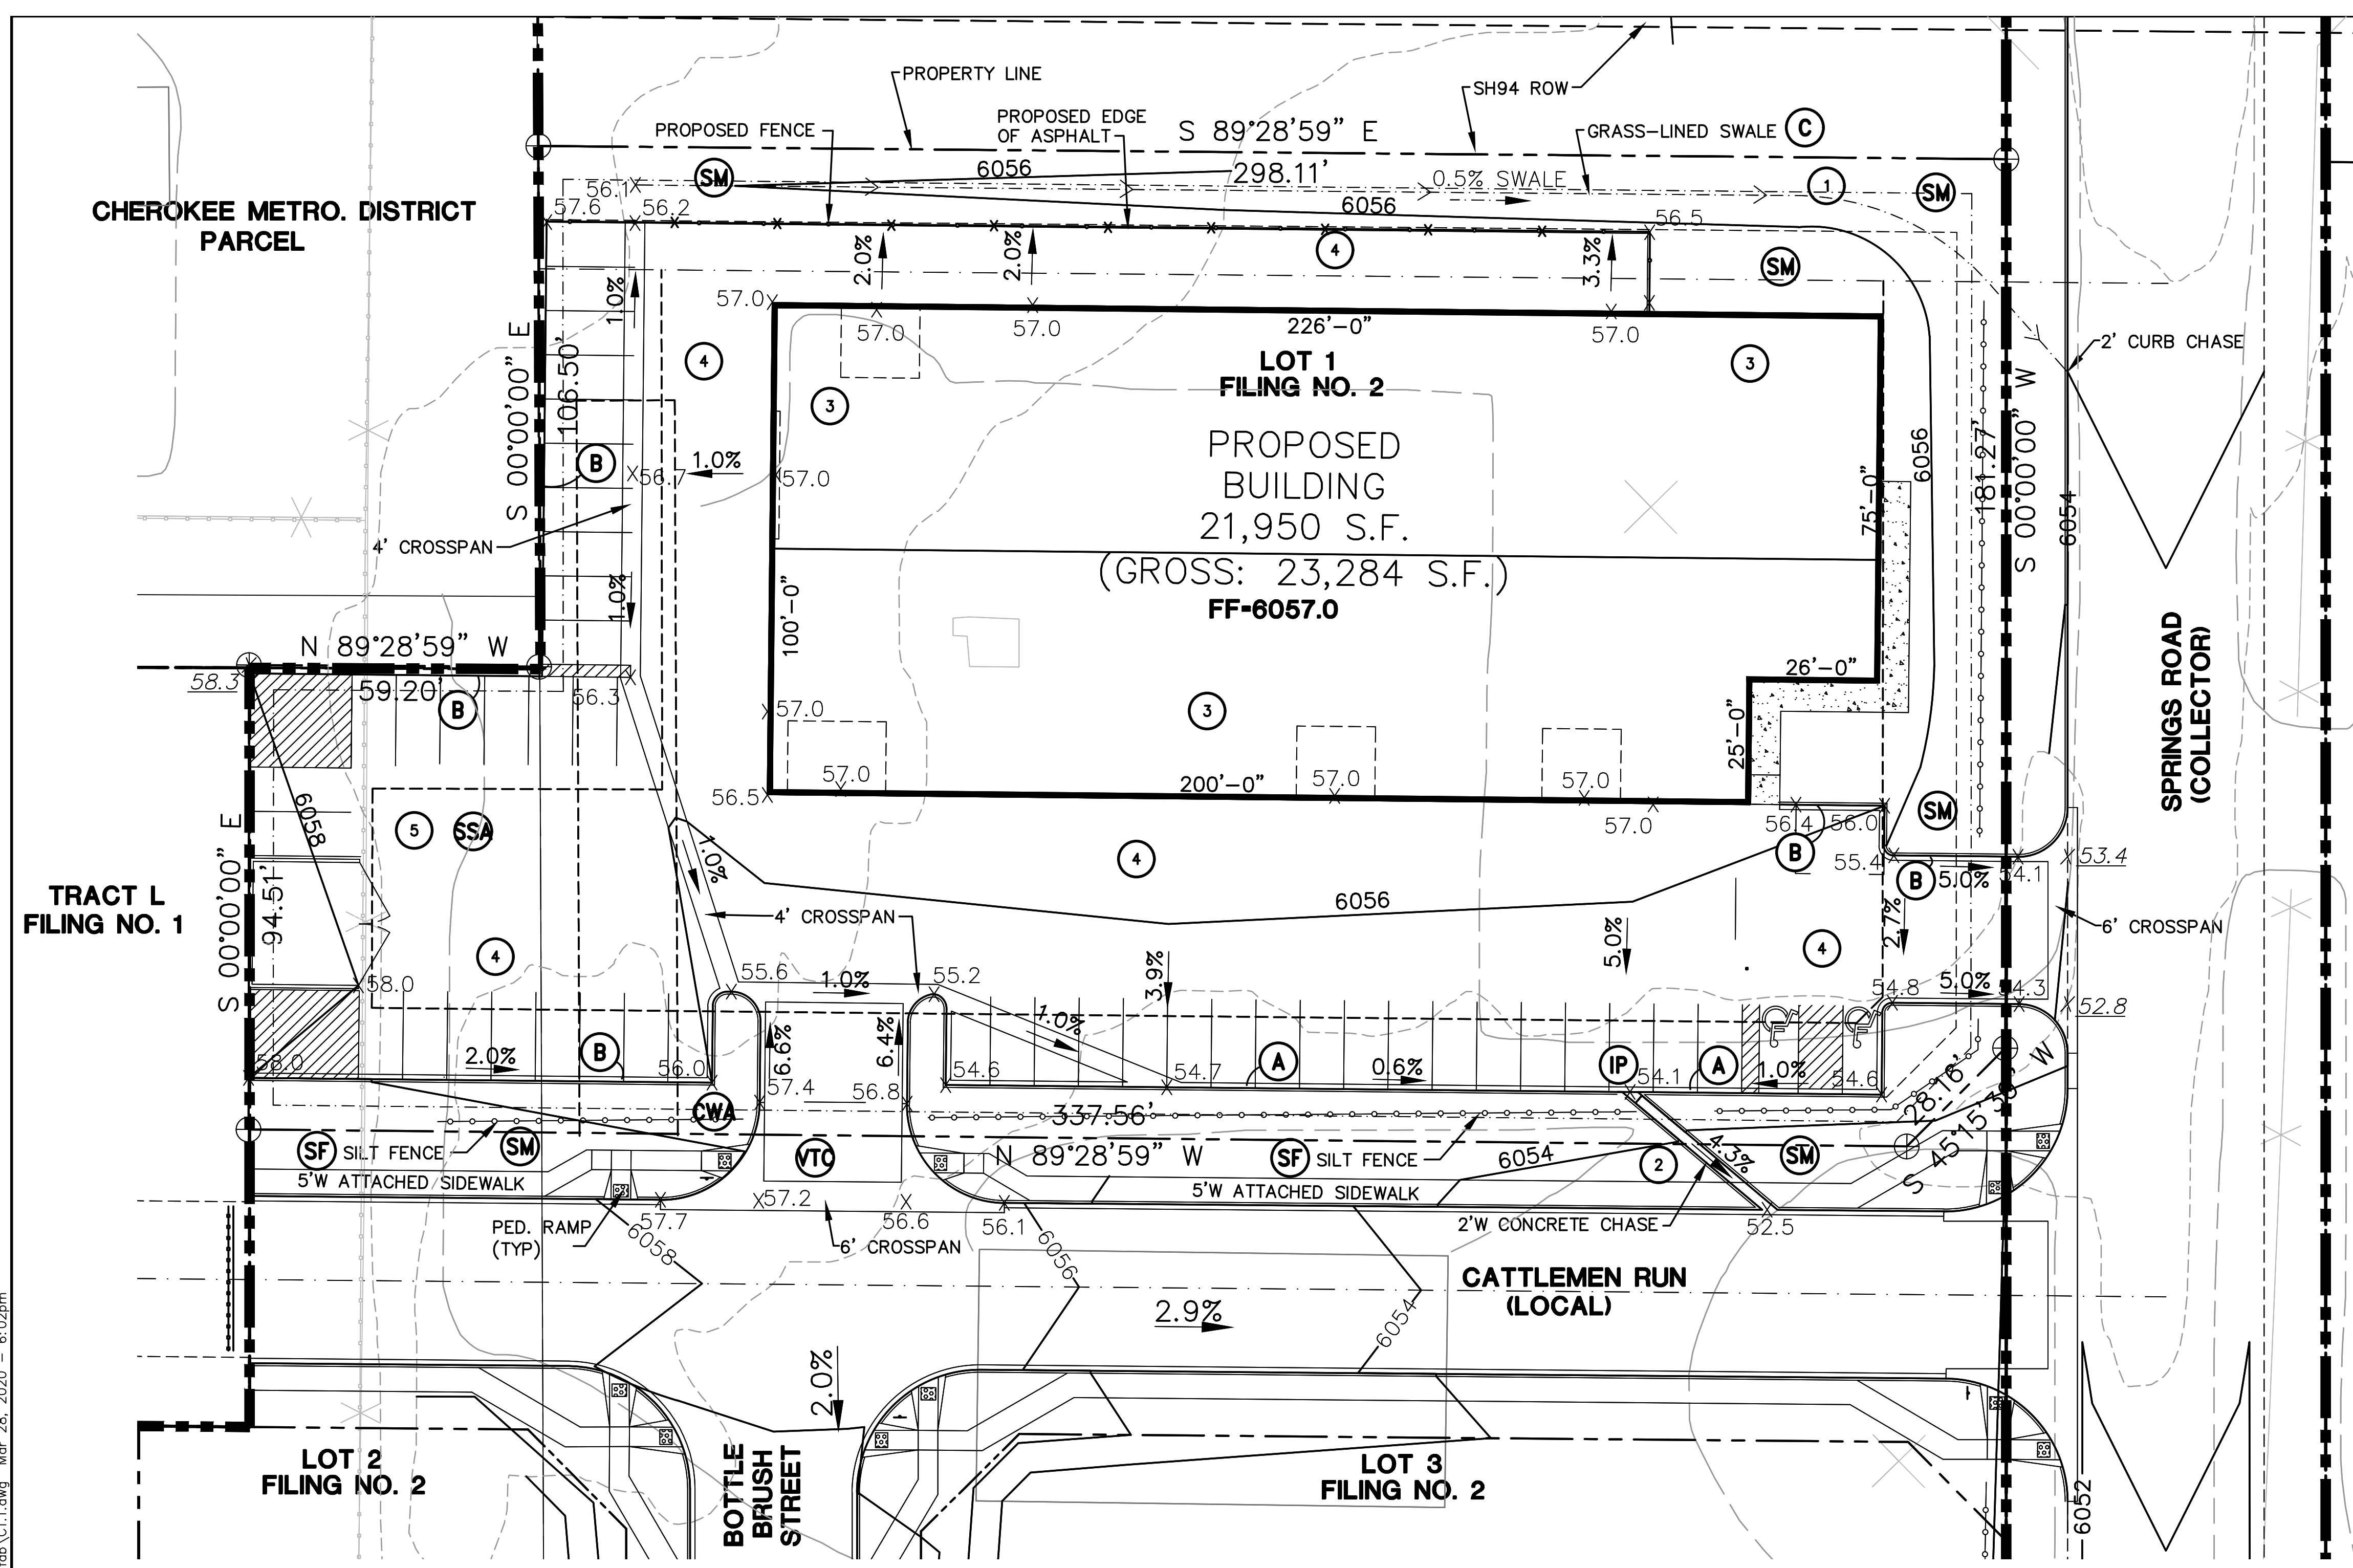 PROPERTY LINE
SH94 ROW
PROPOSED FENCE
PROPOSED EDGE
OF ASPHALT
S 89°28'59" E
GRASS-LINED SWALE
C
298.11'
6056
SM
56.1
0.5% SWALE
1
SM
CHEROKEE METRO. DISTRICT
PARCEL
57.6
56.2
6056
56.5
2.0%
2.0%
4
3.3%
SM
1.0%
57.0
57.0
57.0
226'-0"
57.0
2' CURB CHASE
LOT 1
FILING NO. 2
4
3
3
S 00°00'00" E
106.50'
B
56.7
1.0%
57.0
PROPOSED
BUILDING
21,950 S.F.
(GROSS: 23,284 S.F.)
FF=6057.0
75'-0"
6056
181.27'
S 00°00'00" W
6054
4' CROSSPAN
1.0%
100'-0"
N 89°28'59" W
59.20'
58.3
B
56.3
57.0
3
26'-0"
25'-0"
SPRINGS ROAD
(COLLECTOR)
56.5
57.0
200'-0"
57.0
57.0
57.0
56.4
56.0
SM
6058
5
SSA
1.0%
4
B
55.4
B
5.0%
54.1
53.4
TRACT L
FILING NO. 1
S 00°00'00" E
94.51'
4' CROSSPAN
6056
2.7%
6' CROSSPAN
4
58.0
55.6
1.0%
55.2
3.9%
5.0%
4
54.8
5.0%
54.3
52.8
58.0
2.0%
B
56.0
6.6%
6.4%
57.4
56.8
54.6
1.0%
54.7
A
0.6%
IP
54.1
A
1.0%
54.6
CWA
337.56'
28.16'
SF
SILT FENCE
SM
VTC
N 89°28'59" W
SF
SILT FENCE
6054
2
4.3%
SM
S 45°15'38" W
5'W ATTACHED SIDEWALK
5'W ATTACHED SIDEWALK
PED. RAMP
(TYP)
57.7
57.2
56.6
56.1
2'W CONCRETE CHASE
52.5
6058
6' CROSSPAN
6056
CATTLEMEN RUN
(LOCAL)
2.9%
6054
2.0%
LOT 2
FILING NO. 2
BOTTLE
BRUSH
STREET
LOT 3
FILING NO. 2
6052
Mar 28, 2020 - 6:02pm